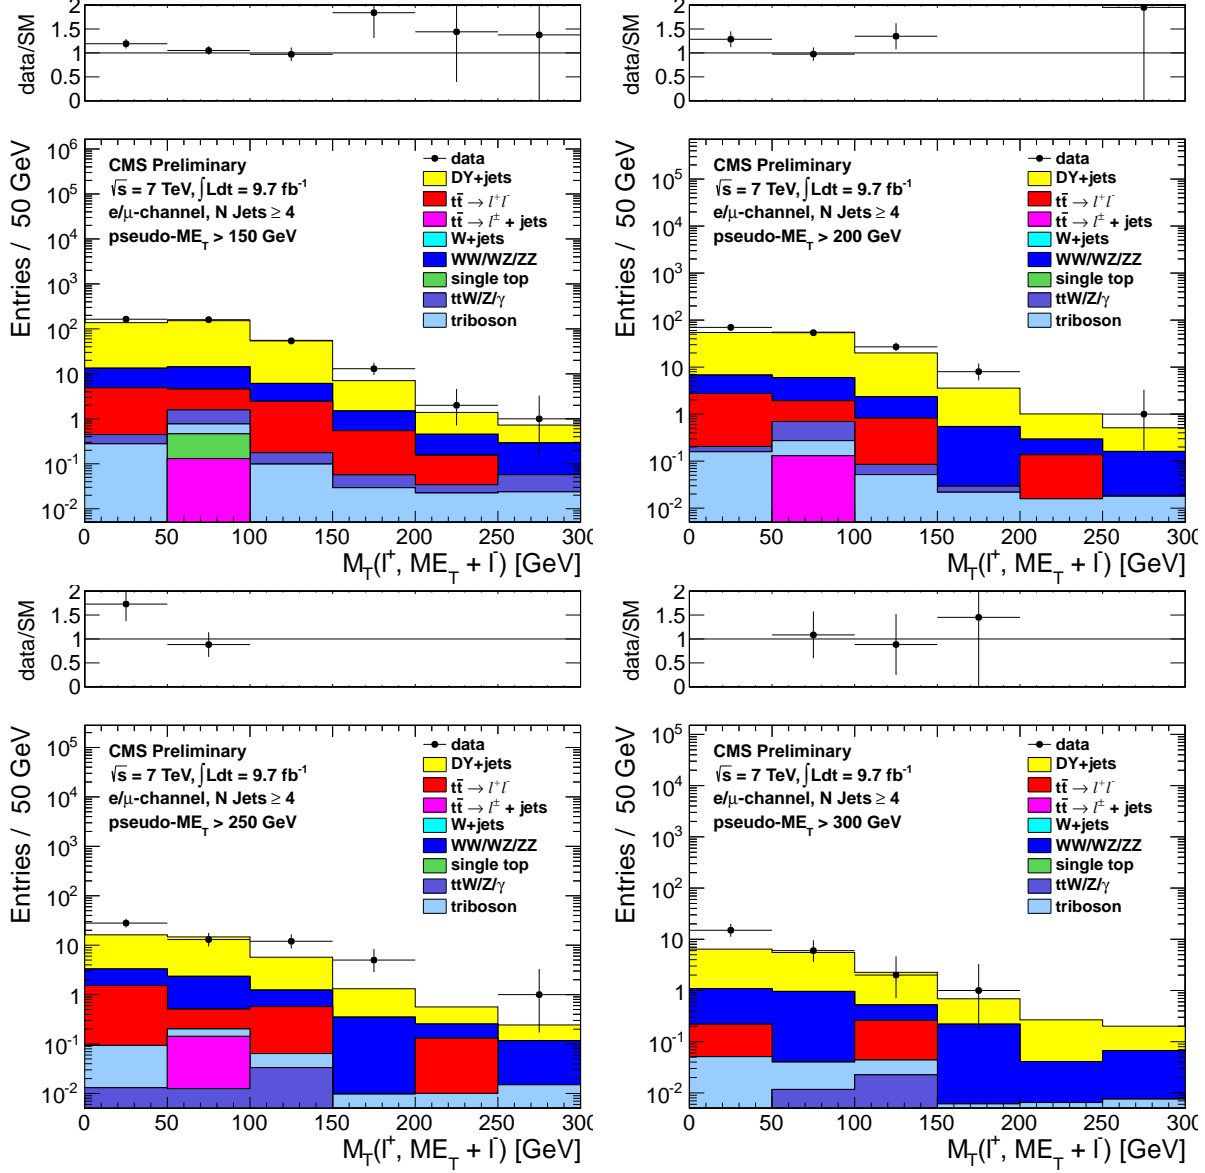 data/SM
2
1.5
1
0.5
0
Entries / 50 GeV
10⁶
10⁵
10⁴
10³
10²
10
1
10⁻¹
10⁻²
CMS Preliminary
√s = 7 TeV, ∫Ldt = 9.7 fb⁻¹
e/μ-channel, N Jets ≥ 4
pseudo-ME_T > 150 GeV
data
DY+jets
tt̄ → l⁺l⁻
tt̄ → l± + jets
W+jets
WW/WZ/ZZ
single top
ttW/Z/γ
triboson
0 50 100 150 200 250 300
M_T(l⁺, ME_T + l⁻) [GeV]
data/SM
2
1.5
1
0.5
0
Entries / 50 GeV
10⁵
10⁴
10³
10²
10
1
10⁻¹
10⁻²
CMS Preliminary
√s = 7 TeV, ∫Ldt = 9.7 fb⁻¹
e/μ-channel, N Jets ≥ 4
pseudo-ME_T > 200 GeV
data
DY+jets
tt̄ → l⁺l⁻
tt̄ → l± + jets
W+jets
WW/WZ/ZZ
single top
ttW/Z/γ
triboson
0 50 100 150 200 250 300
M_T(l⁺, ME_T + l⁻) [GeV]
data/SM
2
1.5
1
0.5
0
Entries / 50 GeV
10⁵
10⁴
10³
10²
10
1
10⁻¹
10⁻²
CMS Preliminary
√s = 7 TeV, ∫Ldt = 9.7 fb⁻¹
e/μ-channel, N Jets ≥ 4
pseudo-ME_T > 250 GeV
data
DY+jets
tt̄ → l⁺l⁻
tt̄ → l± + jets
W+jets
WW/WZ/ZZ
single top
ttW/Z/γ
triboson
0 50 100 150 200 250 300
M_T(l⁺, ME_T + l⁻) [GeV]
data/SM
2
1.5
1
0.5
0
Entries / 50 GeV
10⁵
10⁴
10³
10²
10
1
10⁻¹
10⁻²
CMS Preliminary
√s = 7 TeV, ∫Ldt = 9.7 fb⁻¹
e/μ-channel, N Jets ≥ 4
pseudo-ME_T > 300 GeV
data
DY+jets
tt̄ → l⁺l⁻
tt̄ → l± + jets
W+jets
WW/WZ/ZZ
single top
ttW/Z/γ
triboson
0 50 100 150 200 250 300
M_T(l⁺, ME_T + l⁻) [GeV]